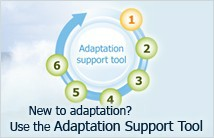 1
Adaptation
support tool
2
3
4
5
6
New to adaptation?
Use the Adaptation Support Tool